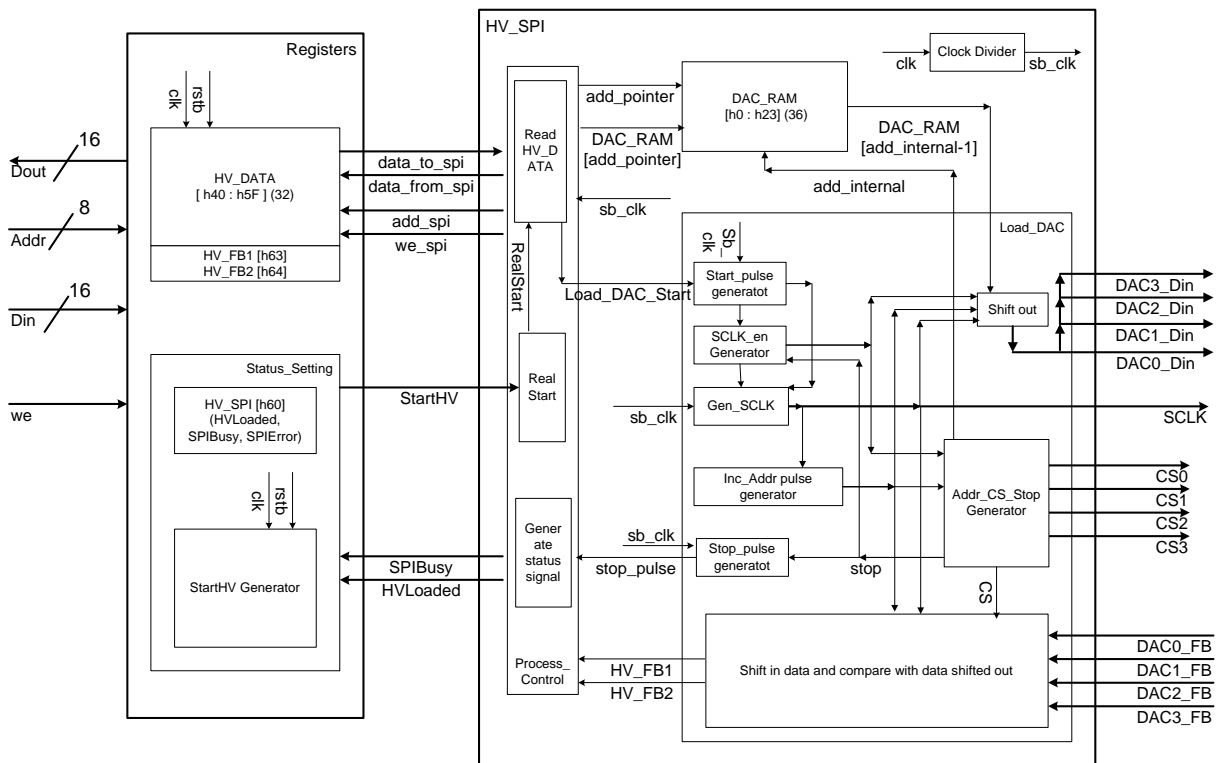 HV_SPI
Registers
clk
rstb
16
Dout
8
Addr
16
Din
we
HV_DATA
[ h40 : h5F ] (32)
HV_FB1 [h63]
HV_FB2 [h64]
data_to_spi
data_from_spi
add_spi
we_spi
Status_Setting
HV_SPI [h60]
(HVLoaded,
SPIBusy, SPIError)
clk
rstb
StartHV Generator
StartHV
SPIBusy
HVLoaded
Read
HV_D
ATA
RealStart
Real
Start
Gener
ate
status
signal
Process_
Control
add_pointer
DAC_RAM
[add_pointer]
sb_clk
Load_DAC_Start
DAC_RAM
[h0 : h23] (36)
clk
Clock Divider
sb_clk
DAC_RAM
[add_internal-1]
add_internal
Load_DAC
Sb_
clk
Start_pulse
generatot
SCLK_en
Generator
sb_clk
Gen_SCLK
Inc_Addr pulse
generator
sb_clk
Stop_pulse
generatot
stop_pulse
stop
Shift out
Addr_CS_Stop
Generator
CS
Shift in data and compare with data shifted out
HV_FB1
HV_FB2
DAC3_Din
DAC2_Din
DAC1_Din
DAC0_Din
SCLK
CS0
CS1
CS2
CS3
DAC0_FB
DAC1_FB
DAC2_FB
DAC3_FB